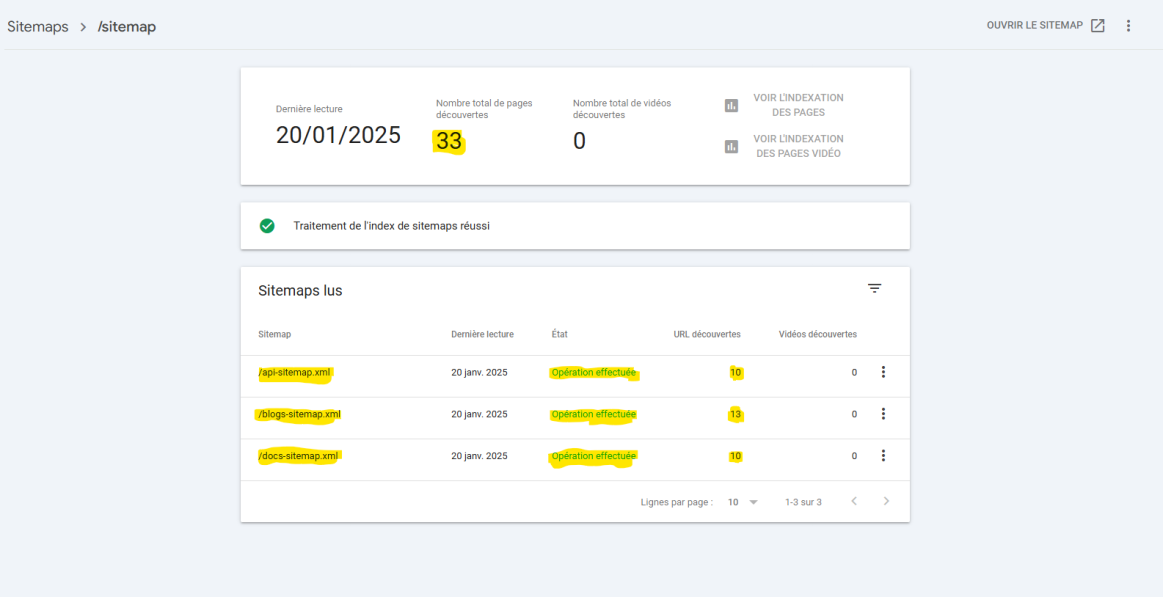 Sitemaps > /sitemap
OUVRIR LE SITEMAP
Dernière lecture
20/01/2025
Nombre total de pages
découvertes
33
Nombre total de vidéos
découvertes
0
VOIR L'INDEXATION
DES PAGES
VOIR L'INDEXATION
DES PAGES VIDÉO
Traitement de l'index de sitemaps réussi
Sitemaps lus
Sitemap Dernière lecture État URL découvertes Vidéos découvertes
/api-sitemap.xml 20 janv. 2025 Opération effectuée 10 0
/blogs-sitemap.xml 20 janv. 2025 Opération effectuée 13 0
/docs-sitemap.xml 20 janv. 2025 Opération effectuée 10 0
Lignes par page : 10 1-3 sur 3